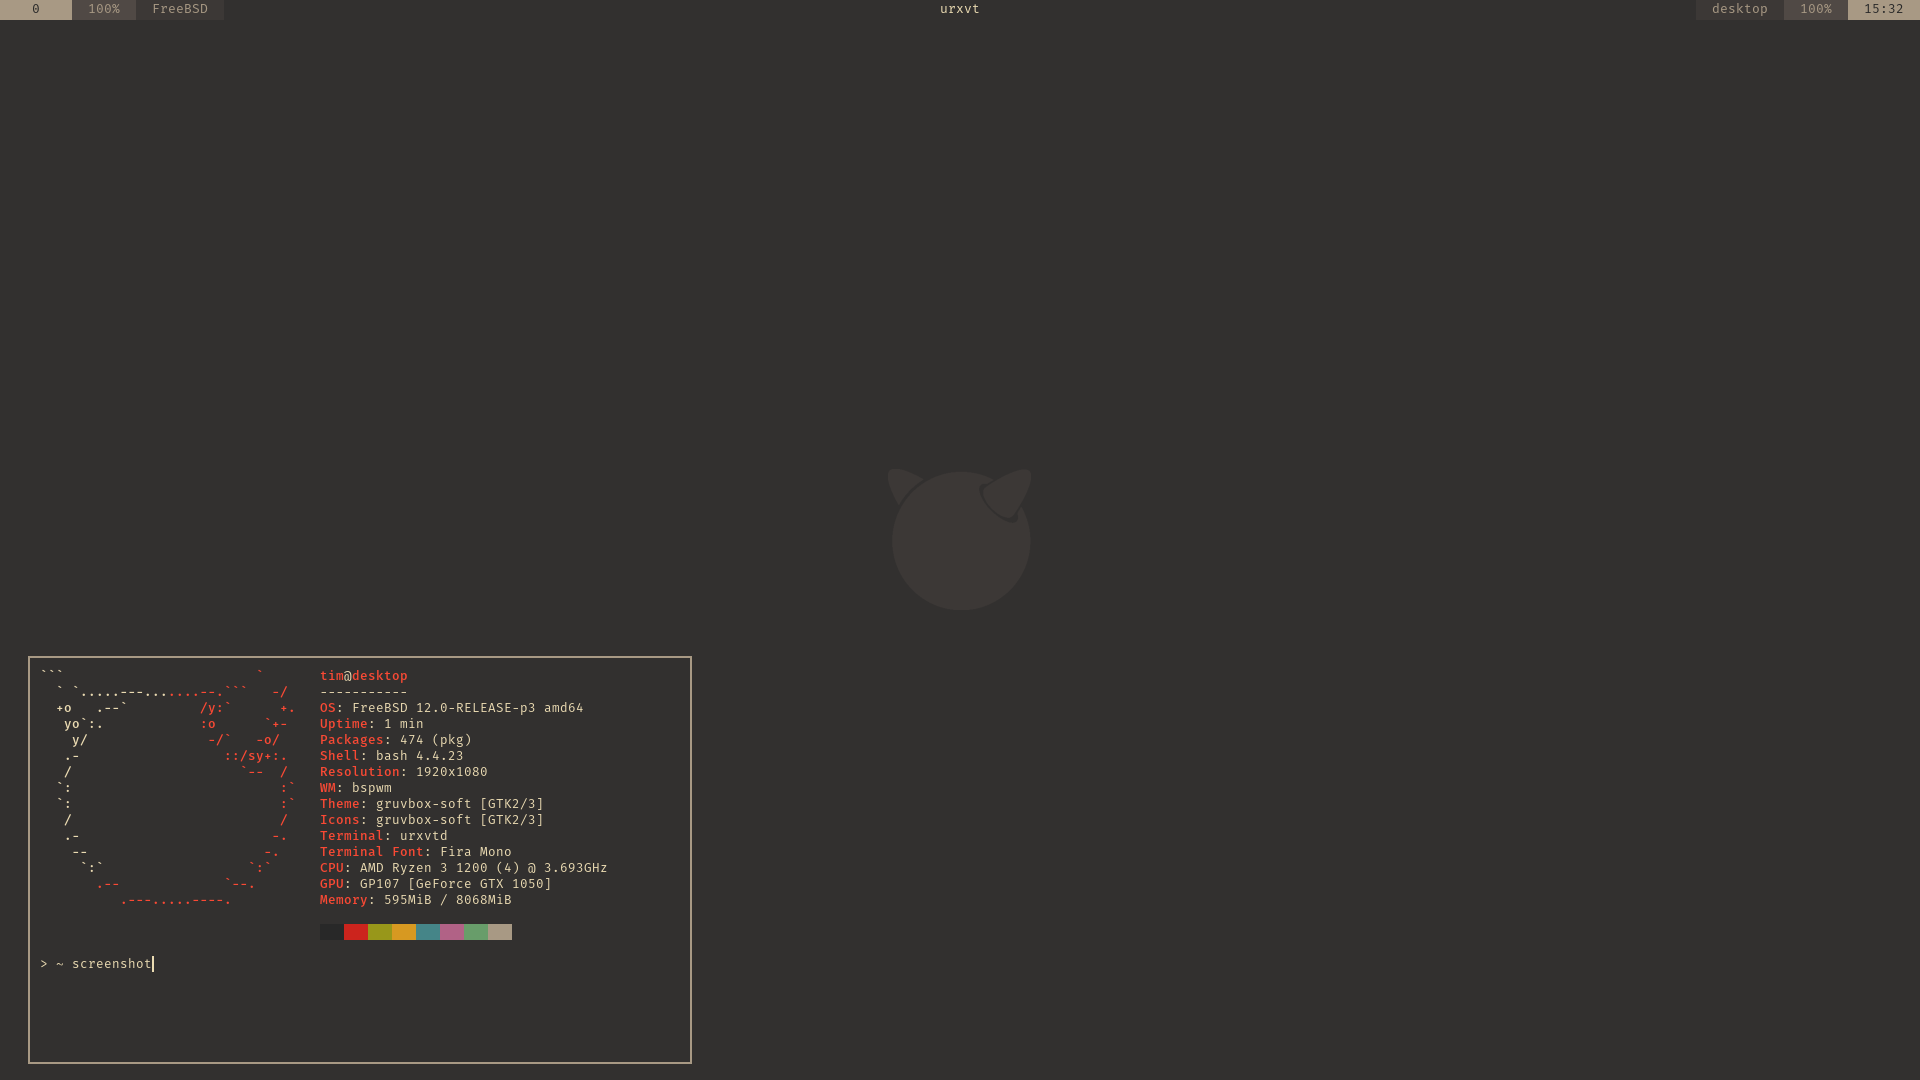 0 100% FreeBSD urxvt desktop 100% 15:32
```                        `
  ` `.....---.......--.```   -/
  +o   .--`         /y:`      +.
   yo`:.            :o      `+-
    y/               -/`   -o/
   .-                  ::/sy+:.
   /                     `--  /
  `:                          :`
  `:                          :`
   /                          /
   .-                        -.
    --                      -.
     `:`                  `:`
       .--             `--.
          .---.....----.
tim@desktop
-----------
OS: FreeBSD 12.0-RELEASE-p3 amd64
Uptime: 1 min
Packages: 474 (pkg)
Shell: bash 4.4.23
Resolution: 1920x1080
WM: bspwm
Theme: gruvbox-soft [GTK2/3]
Icons: gruvbox-soft [GTK2/3]
Terminal: urxvtd
Terminal Font: Fira Mono
CPU: AMD Ryzen 3 1200 (4) @ 3.693GHz
GPU: GP107 [GeForce GTX 1050]
Memory: 595MiB / 8068MiB
> ~ screenshot